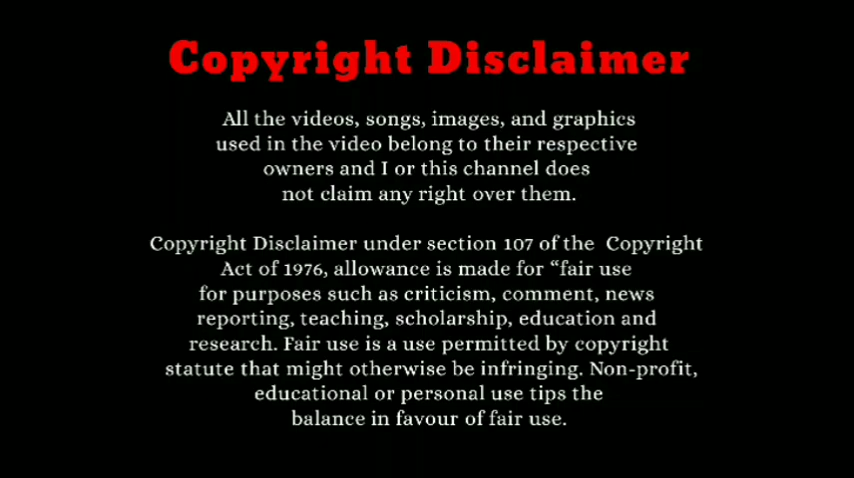 Copyright Disclaimer
All the videos, songs, images, and graphics
used in the video belong to their respective
owners and I or this channel does
not claim any right over them.
Copyright Disclaimer under section 107 of the Copyright
Act of 1976, allowance is made for “fair use
for purposes such as criticism, comment, news
reporting, teaching, scholarship, education and
research. Fair use is a use permitted by copyright
statute that might otherwise be infringing. Non-profit,
educational or personal use tips the
balance in favour of fair use.